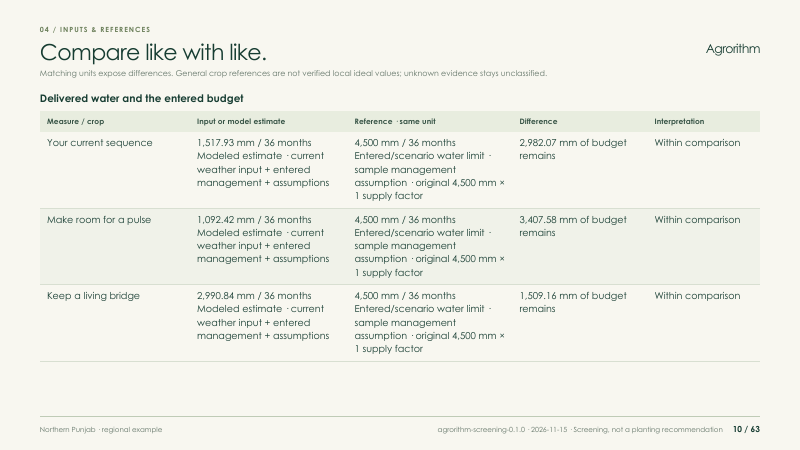 04 / INPUTS & REFERENCES
Compare like with like.
Agrorithm
Matching units expose differences. General crop references are not verified local ideal values; unknown evidence stays unclassified.
Delivered water and the entered budget
Measure / crop
Input or model estimate
Reference · same unit
Difference
Interpretation
Your current sequence
1,517.93 mm / 36 months
Modeled estimate · current
weather input + entered
management + assumptions
4,500 mm / 36 months
Entered/scenario water limit ·
sample management
assumption · original 4,500 mm ×
1 supply factor
2,982.07 mm of budget
remains
Within comparison
Make room for a pulse
1,092.42 mm / 36 months
Modeled estimate · current
weather input + entered
management + assumptions
4,500 mm / 36 months
Entered/scenario water limit ·
sample management
assumption · original 4,500 mm ×
1 supply factor
3,407.58 mm of budget
remains
Within comparison
Keep a living bridge
2,990.84 mm / 36 months
Modeled estimate · current
weather input + entered
management + assumptions
4,500 mm / 36 months
Entered/scenario water limit ·
sample management
assumption · original 4,500 mm ×
1 supply factor
1,509.16 mm of budget
remains
Within comparison
Northern Punjab · regional example
agrorithm-screening-0.1.0 · 2026-11-15 · Screening, not a planting recommendation
10 / 63